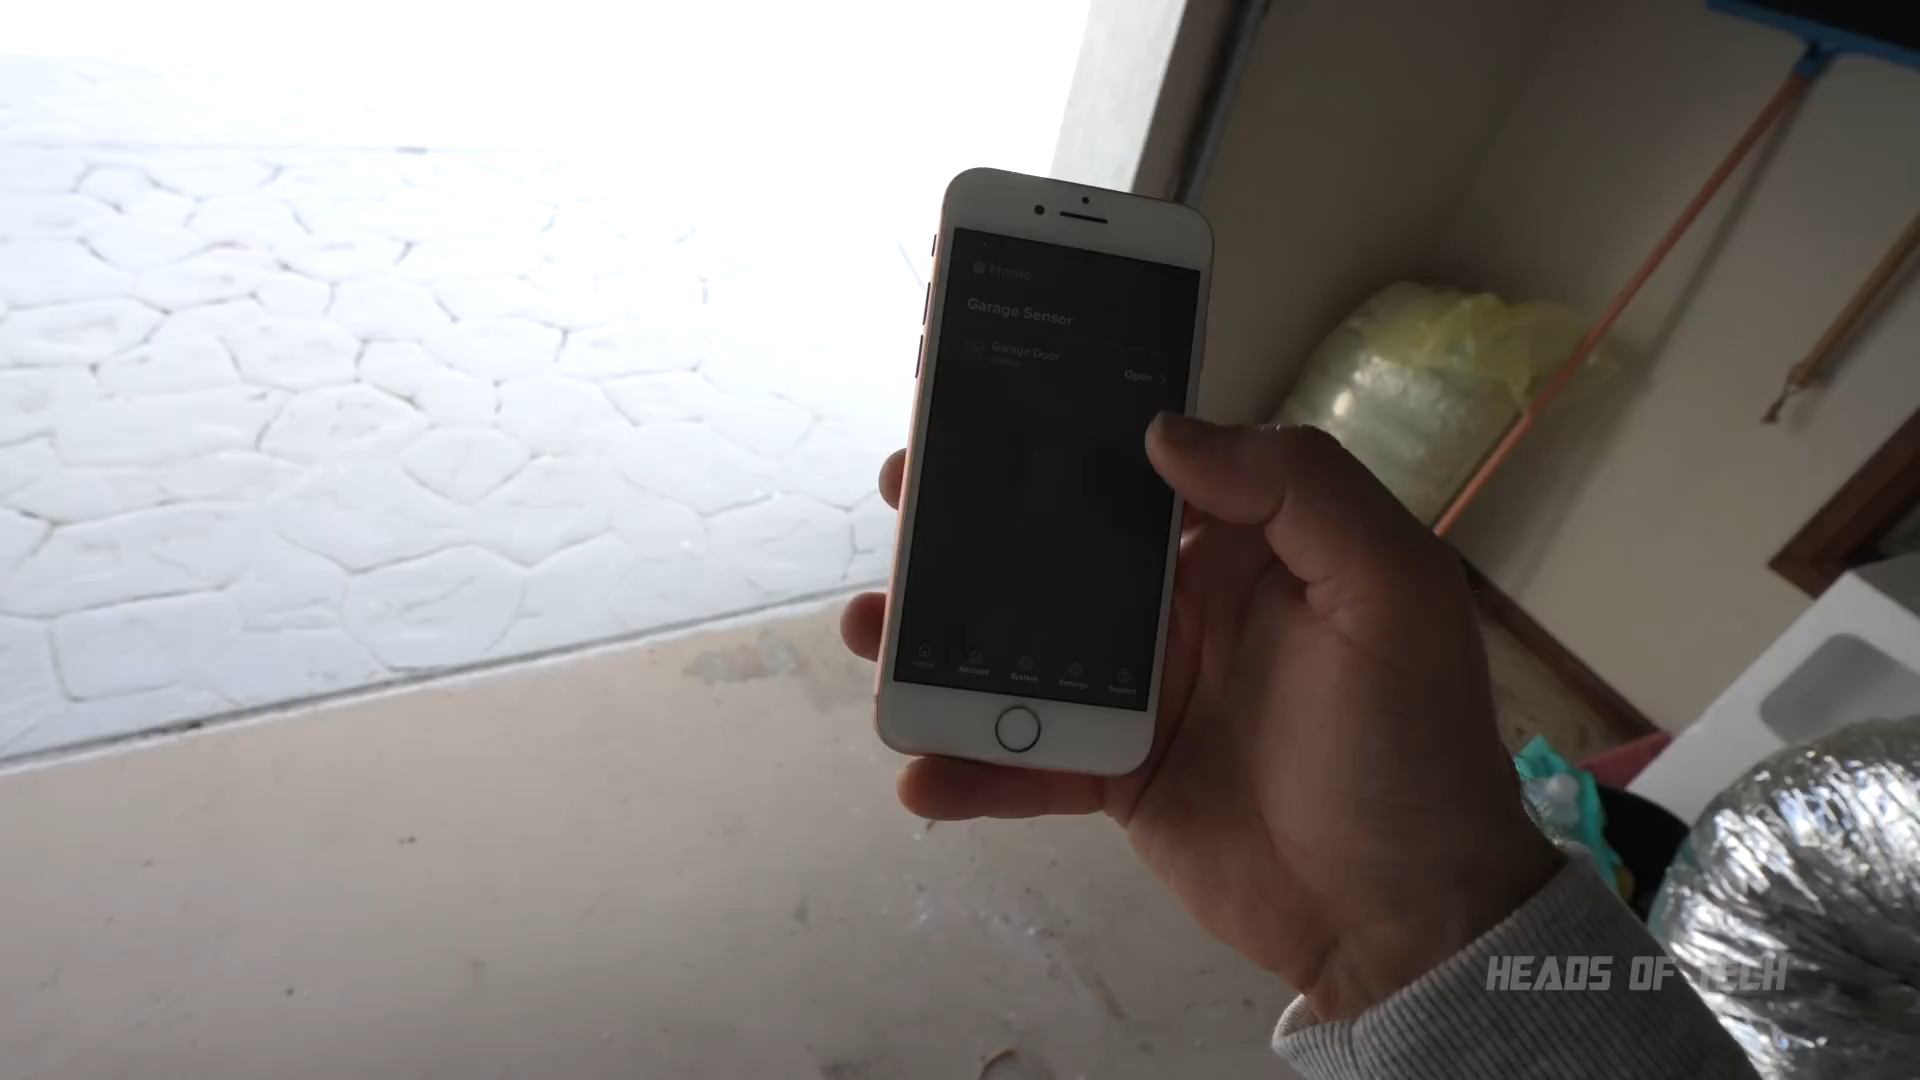 Home
Garage Sensor
Garage Door
Open
Home Account System Settings Support
HEADS OF TECH